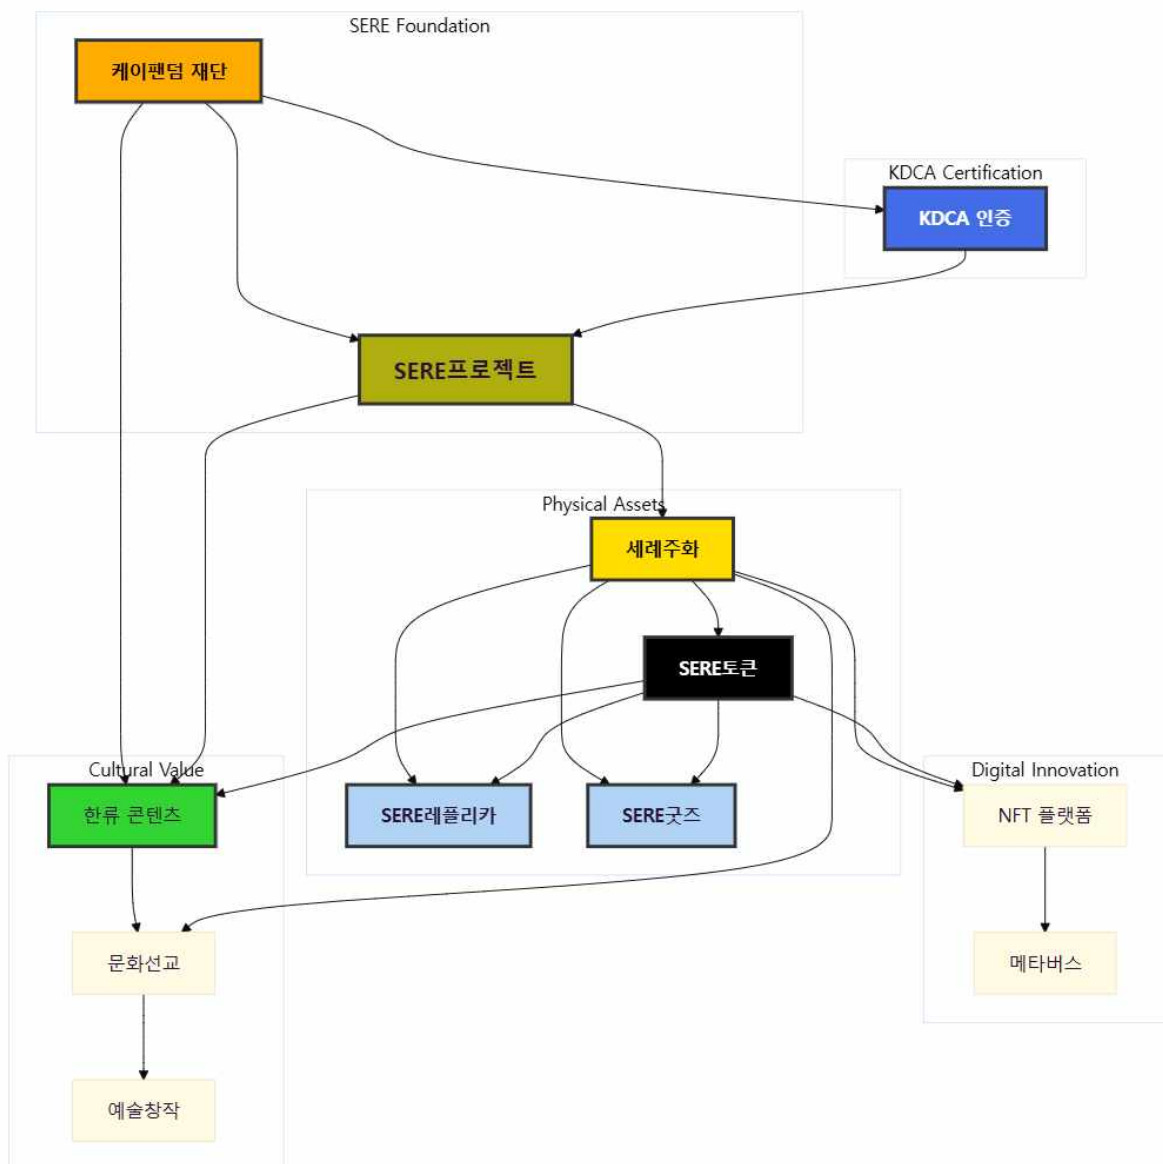 SERE Foundation
케이팬덤 재단
KDCA Certification
KDCA 인증
SERE프로젝트
Physical Assets
세례주화
SERE토큰
Cultural Value
한류 콘텐츠
SERE레플리카
SERE굿즈
Digital Innovation
NFT 플랫폼
문화선교
메타버스
예술창작